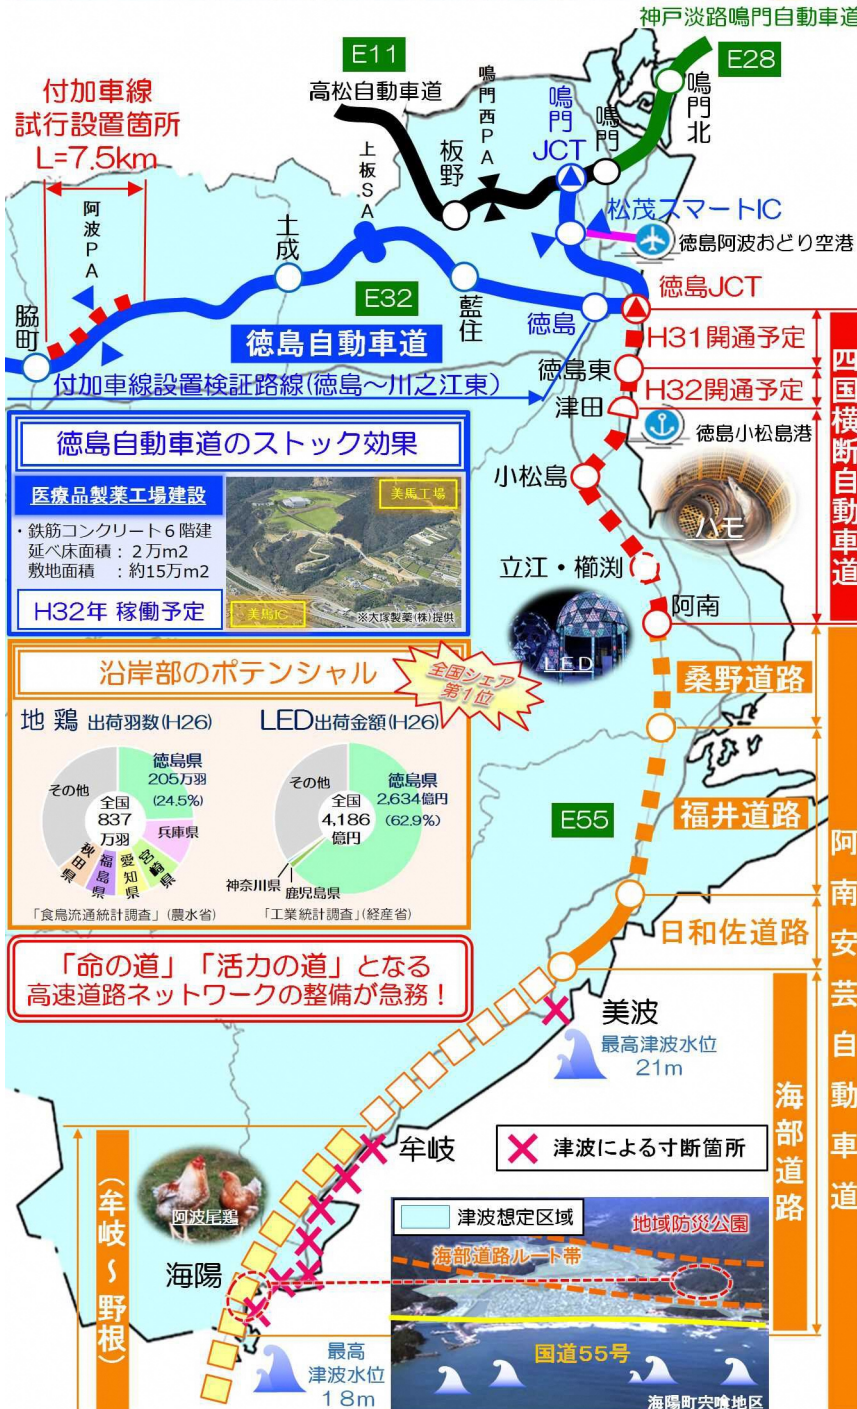 神戸淡路鳴門自動車道
E28
E11
高松自動車道
鳴門西PA
鳴門JCT
鳴門
鳴門北
板野
付加車線
試行設置箇所
L=7.5km
上板SA
阿波PA
土成
松茂スマートIC
徳島阿波おどり空港
E32
藍住
徳島
徳島JCT
脇町
徳島自動車道
H31開通予定
付加車線設置検証路線(徳島～川之江東)
徳島東
H32開通予定
津田
徳島小松島港
四国横断自動車道
徳島自動車道のストック効果
医療品製薬工場建設
・鉄筋コンクリート6階建
延べ床面積：2万m2
敷地面積　：約15万m2
H32年 稼働予定
美馬工場
美馬IC
※大塚製薬(株)提供
小松島
ハモ
立江・櫛渕
阿南
LED
沿岸部のポテンシャル
全国シェア
第1位
地 鶏 出荷羽数(H26)
徳島県
205万羽
(24.5%)
その他
全国
837
万羽
兵庫県
宮崎県
愛知県
福島県
秋田県
「食鳥流通統計調査」(農水省)
LED出荷金額(H26)
徳島県
2,634億円
(62.9%)
その他
全国
4,186
億円
神奈川県
鹿児島県
「工業統計調査」(経産省)
桑野道路
E55
福井道路
日和佐道路
阿南安芸自動車道
「命の道」「活力の道」となる
高速道路ネットワークの整備が急務！
美波
最高津波水位
21m
海部道路
牟岐
津波による寸断箇所
阿波尾鶏
(牟岐～野根)
海陽
最高
津波水位
18m
津波想定区域
地域防災公園
海部道路ルート帯
国道55号
海陽町宍喰地区